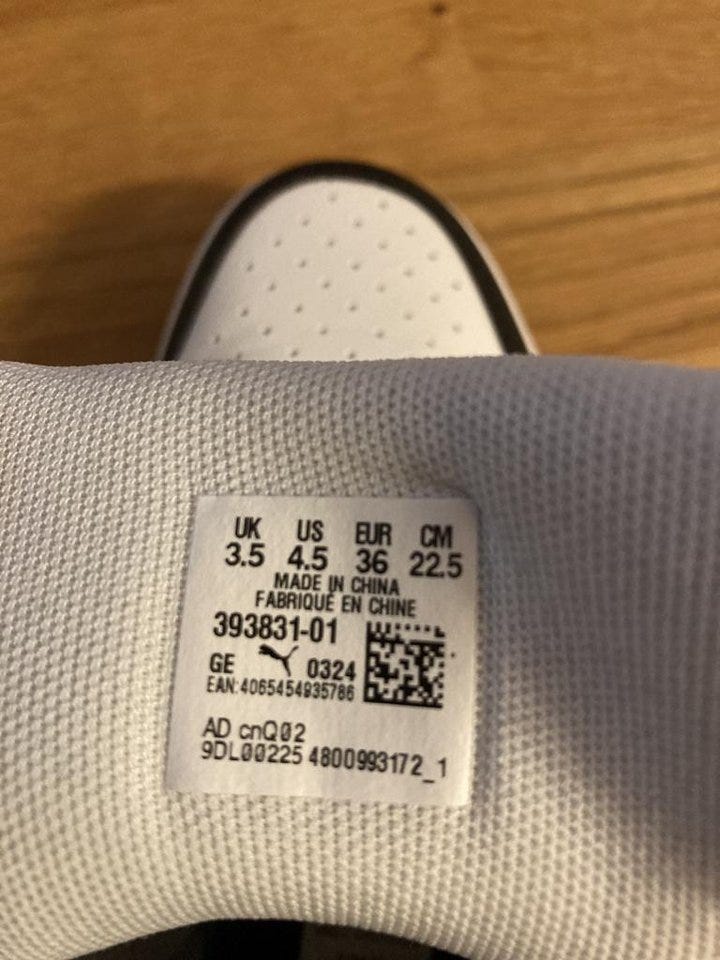 UK US EUR CM
3.5 4.5 36 22.5
MADE IN CHINA
FABRIQUÉ EN CHINE
393831-01
GE 0324
EAN:4065454935786
AD cnQ02
9DL00225 4800993172_1